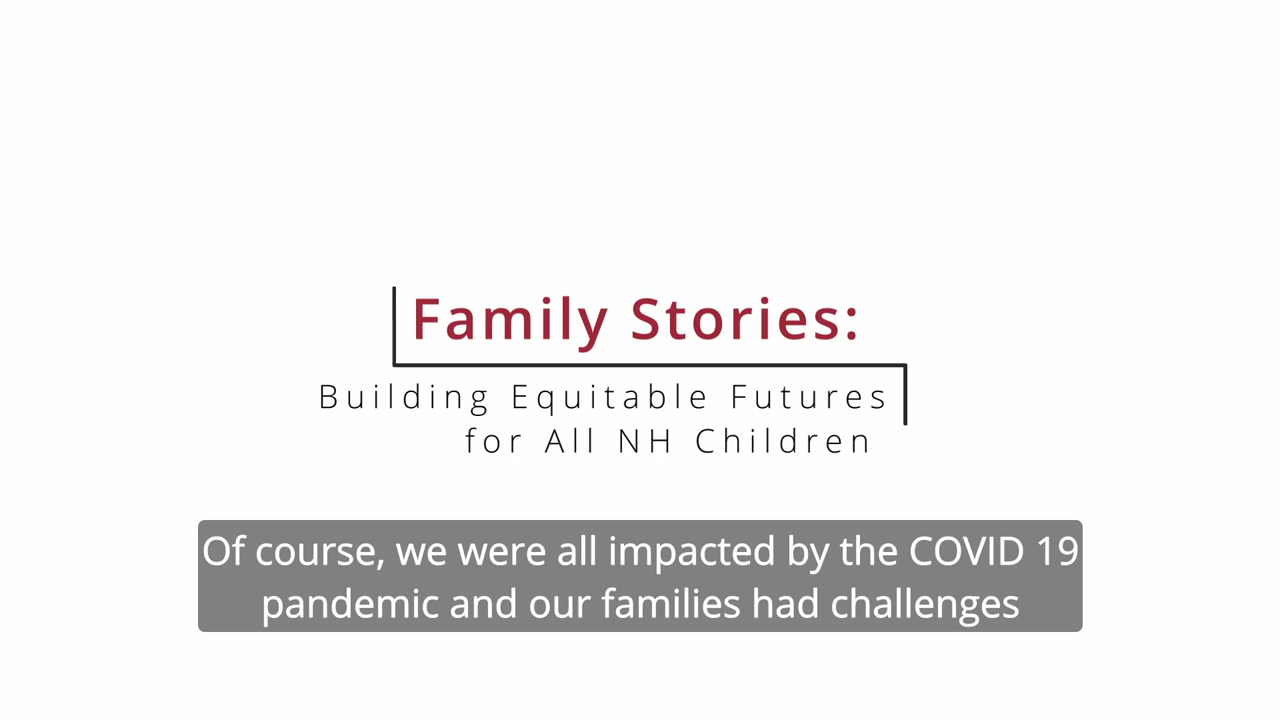 Family Stories:
Building Equitable Futures
for All NH Children
Of course, we were all impacted by the COVID 19
pandemic and our families had challenges